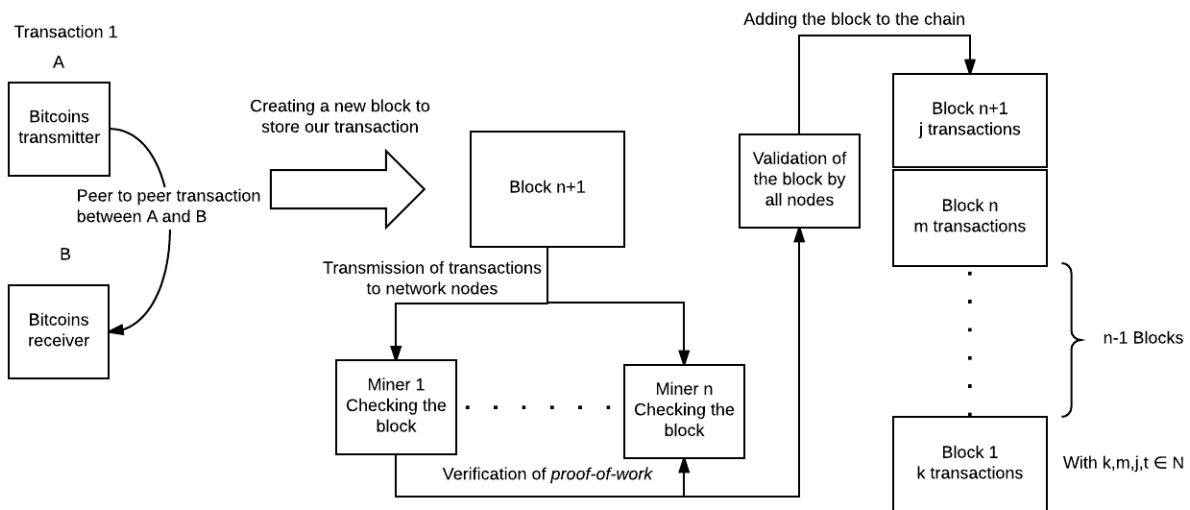 Transaction 1
A
Bitcoins
transmitter
Peer to peer transaction
between A and B
B
Bitcoins
receiver
Creating a new block to
store our transaction
Block n+1
Transmission of transactions
to network nodes
Miner 1
Checking the
block
Miner n
Checking the
block
Verification of proof-of-work
Validation of
the block by
all nodes
Adding the block to the chain
Block n+1
j transactions
Block n
m transactions
n-1 Blocks
Block 1
k transactions
With k,m,j,t ∈ N